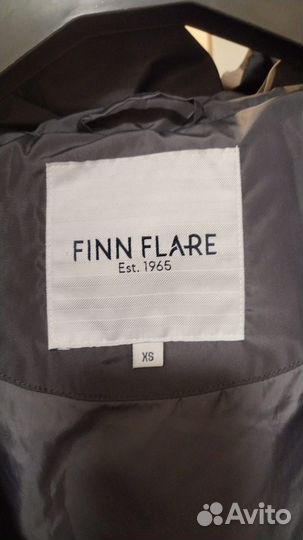 FINN FLARE
Est. 1965
XS
Avito